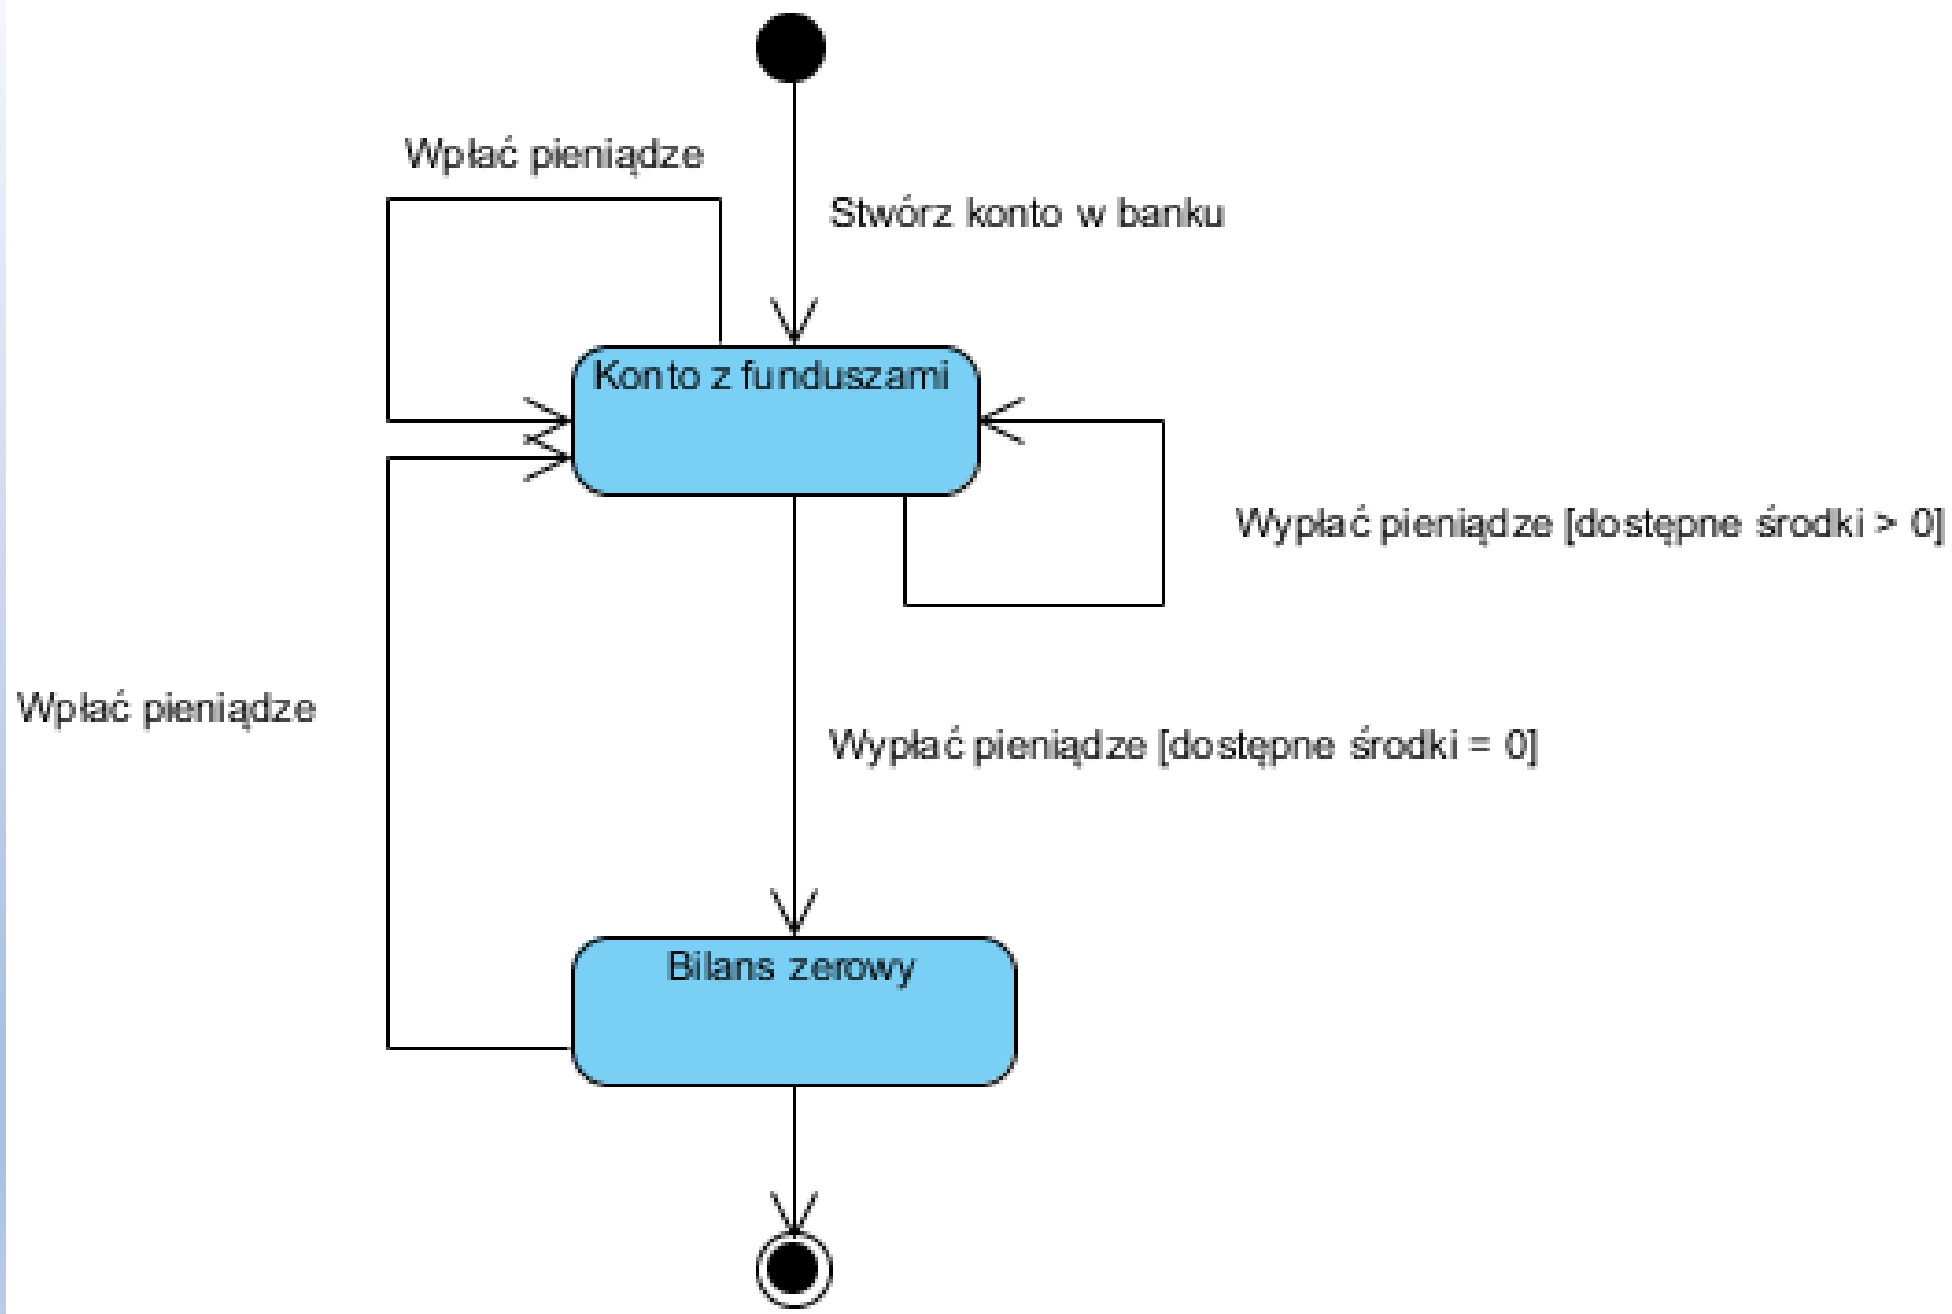 Wpłać pieniądze
Stwórz konto w banku
Konto z funduszami
Wypłać pieniądze [dostępne środki > 0]
Wpłać pieniądze
Wypłać pieniądze [dostępne środki = 0]
Bilans zerowy